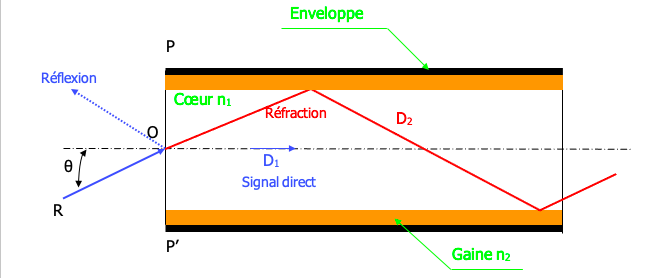 Enveloppe
P
Réflexion
Cœur n₁
Réfraction
D₂
O
θ
D₁
Signal direct
R
P’
Gaine n₂